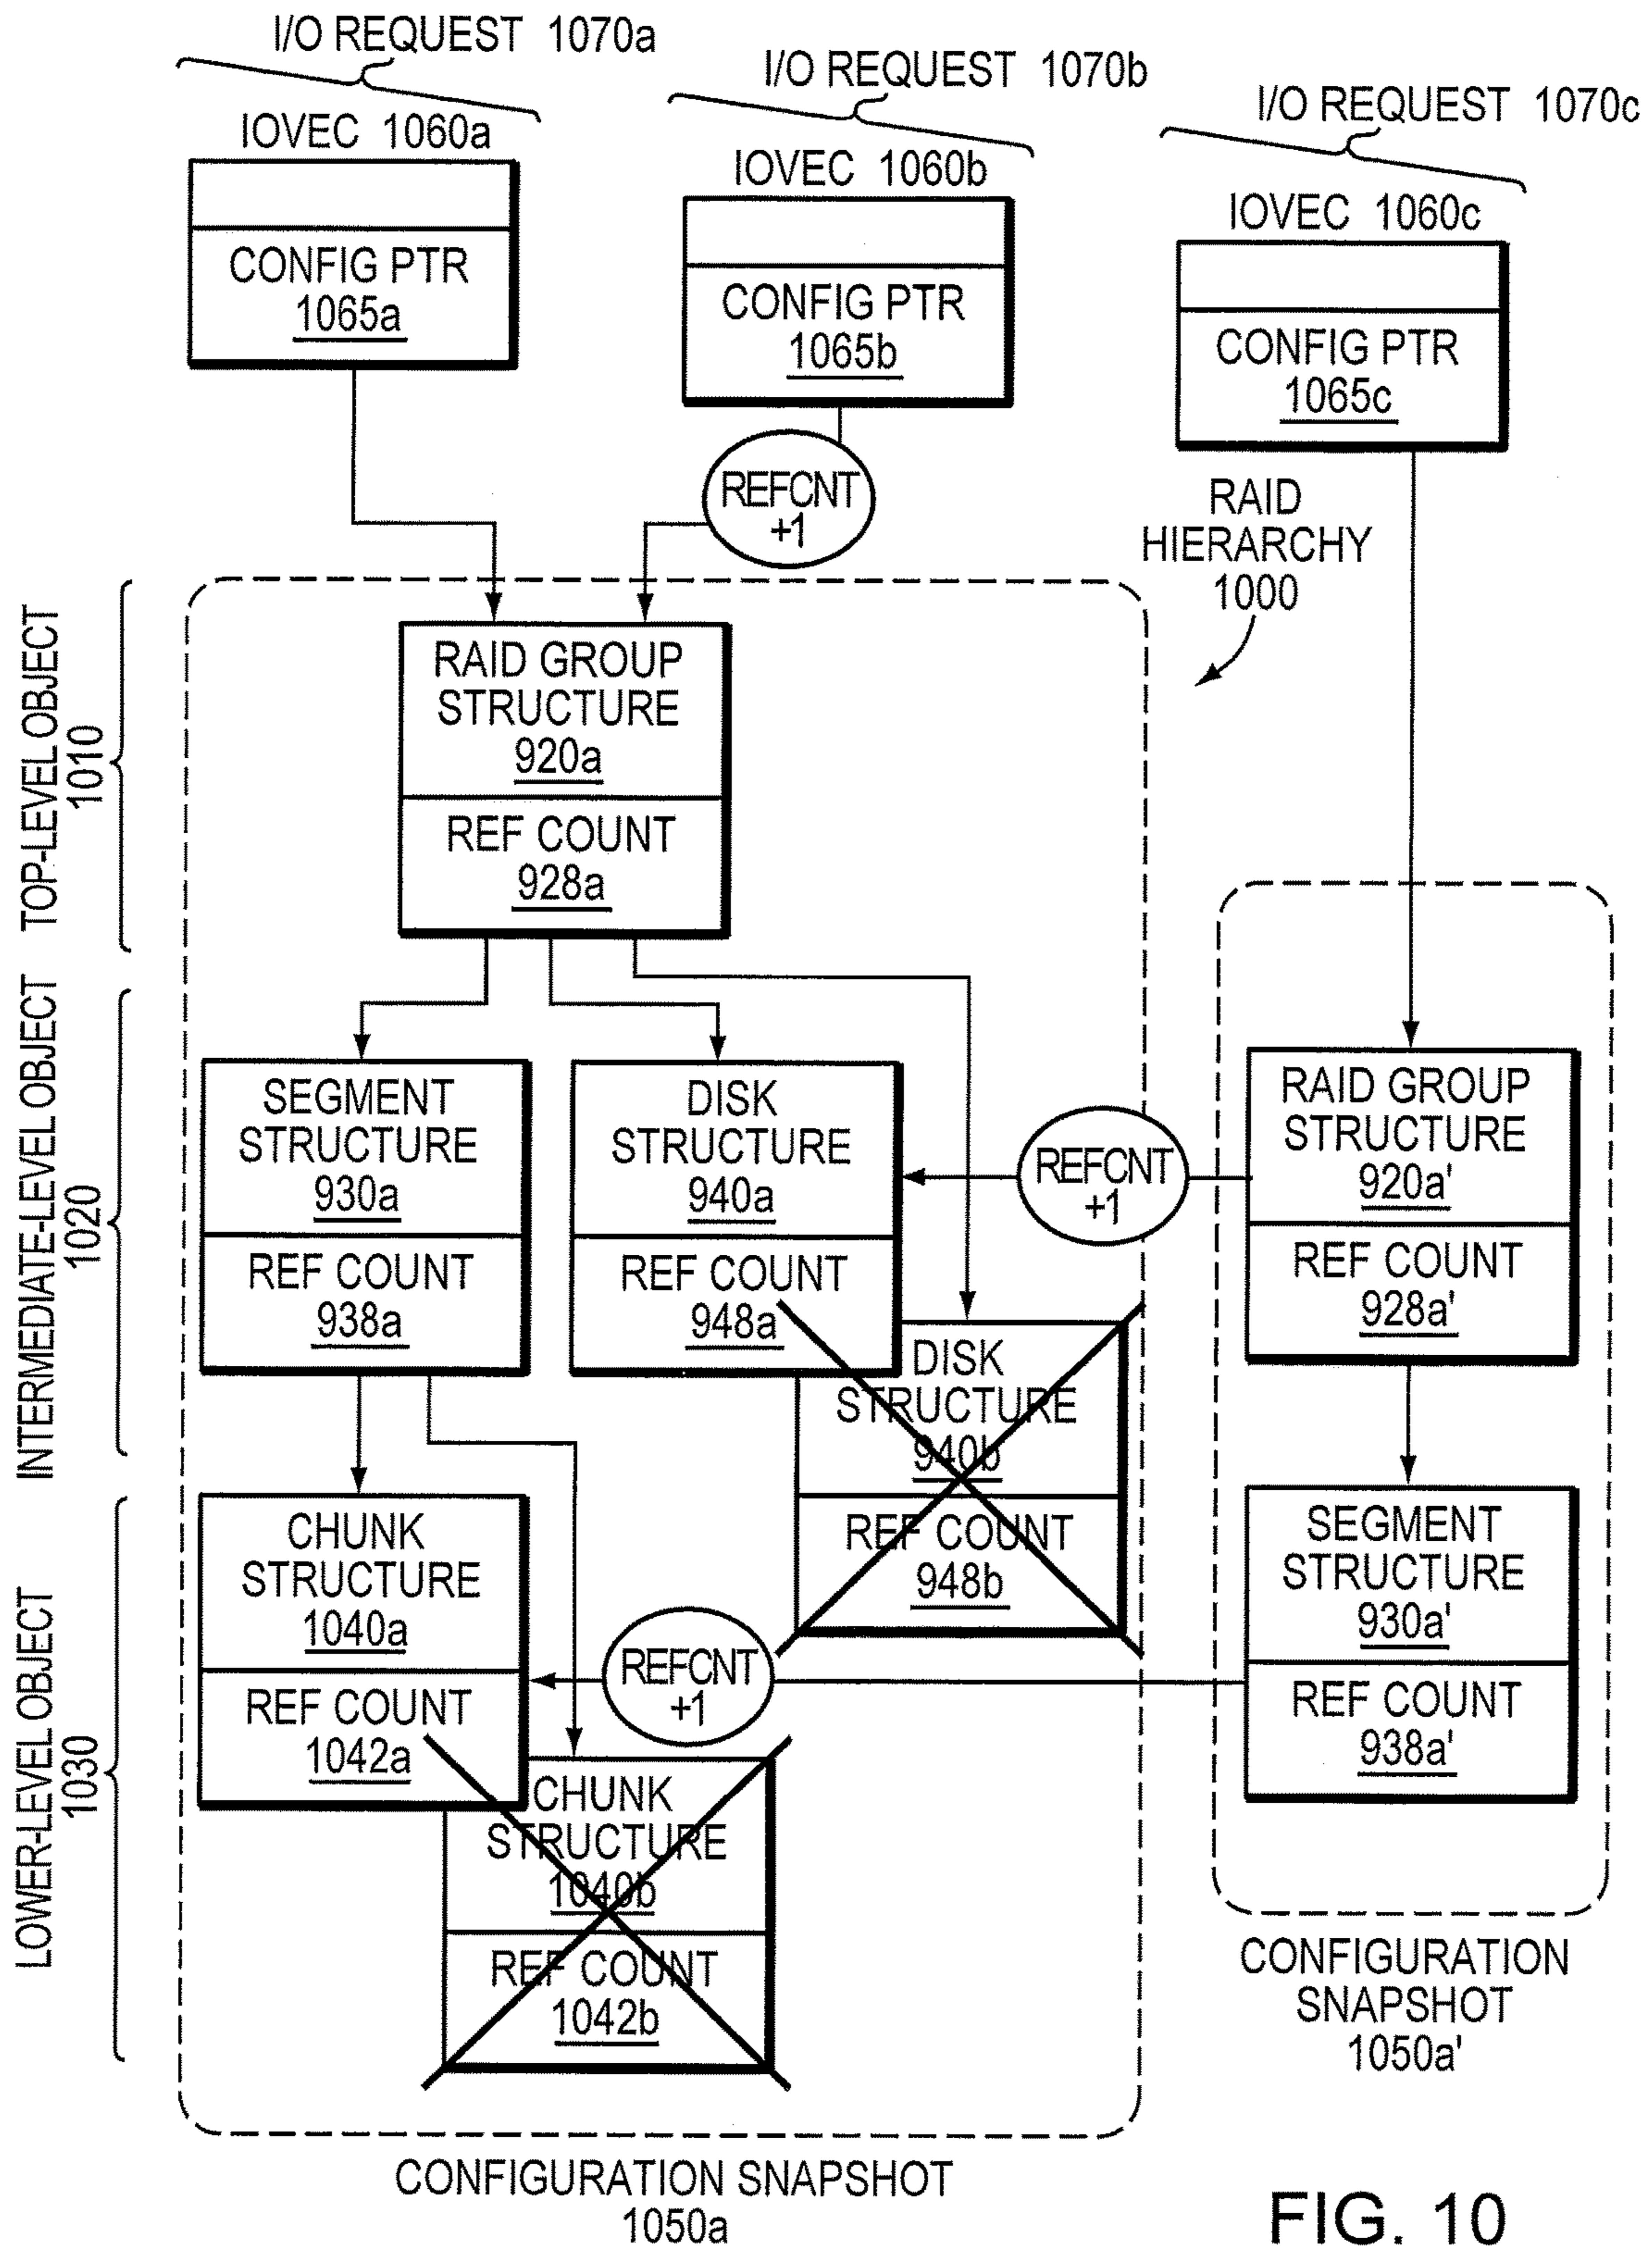 I/O REQUEST 1070a
IOVEC 1060a
CONFIG PTR
1065a
I/O REQUEST 1070b
IOVEC 1060b
CONFIG PTR
1065b
I/O REQUEST 1070c
IOVEC 1060c
CONFIG PTR
1065c
REFCNT
+1
RAID
HIERARCHY
1000
TOP-LEVEL OBJECT
1010
RAID GROUP
STRUCTURE
920a
REF COUNT
928a
INTERMEDIATE-LEVEL OBJECT
1020
SEGMENT
STRUCTURE
930a
REF COUNT
938a
DISK
STRUCTURE
940a
REF COUNT
948a
DISK
STRUCTURE
940b
REF COUNT
948b
REFCNT
+1
RAID GROUP
STRUCTURE
920a'
REF COUNT
928a'
SEGMENT
STRUCTURE
930a'
REF COUNT
938a'
LOWER-LEVEL OBJECT
1030
CHUNK
STRUCTURE
1040a
REF COUNT
1042a
REFCNT
+1
CHUNK
STRUCTURE
1040b
REF COUNT
1042b
CONFIGURATION
SNAPSHOT
1050a'
CONFIGURATION SNAPSHOT
1050a
FIG. 10